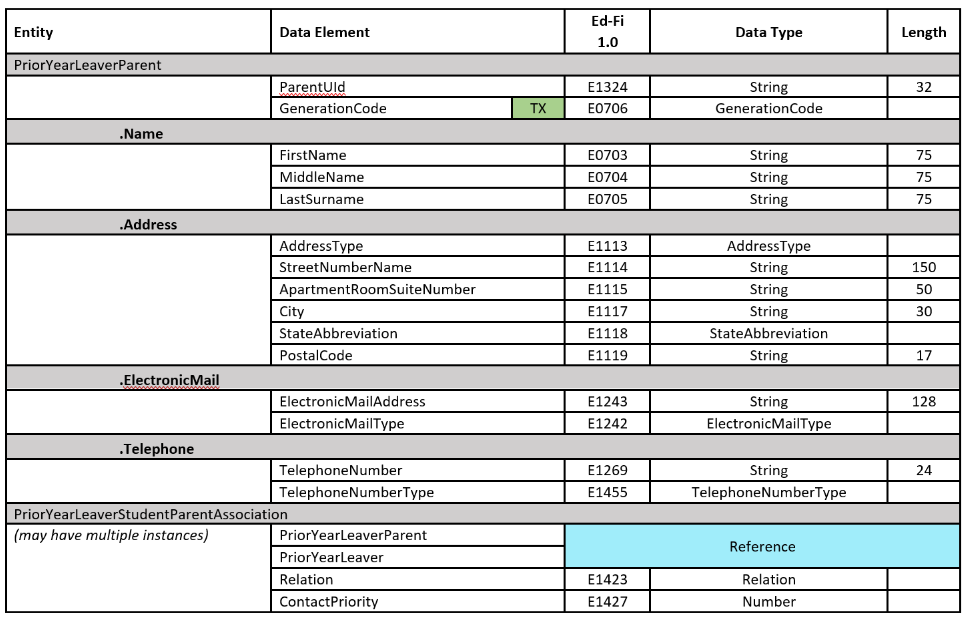 Entity Data Element Ed-Fi 1.0 Data Type Length
PriorYearLeaverParent
ParentUId E1324 String 32
GenerationCode TX E0706 GenerationCode
.Name
FirstName E0703 String 75
MiddleName E0704 String 75
LastSurname E0705 String 75
.Address
AddressType E1113 AddressType
StreetNumberName E1114 String 150
ApartmentRoomSuiteNumber E1115 String 50
City E1117 String 30
StateAbbreviation E1118 StateAbbreviation
PostalCode E1119 String 17
.ElectronicMail
ElectronicMailAddress E1243 String 128
ElectronicMailType E1242 ElectronicMailType
.Telephone
TelephoneNumber E1269 String 24
TelephoneNumberType E1455 TelephoneNumberType
PriorYearLeaverStudentParentAssociation
(may have multiple instances) PriorYearLeaverParent
Reference
PriorYearLeaver
Relation E1423 Relation
ContactPriority E1427 Number